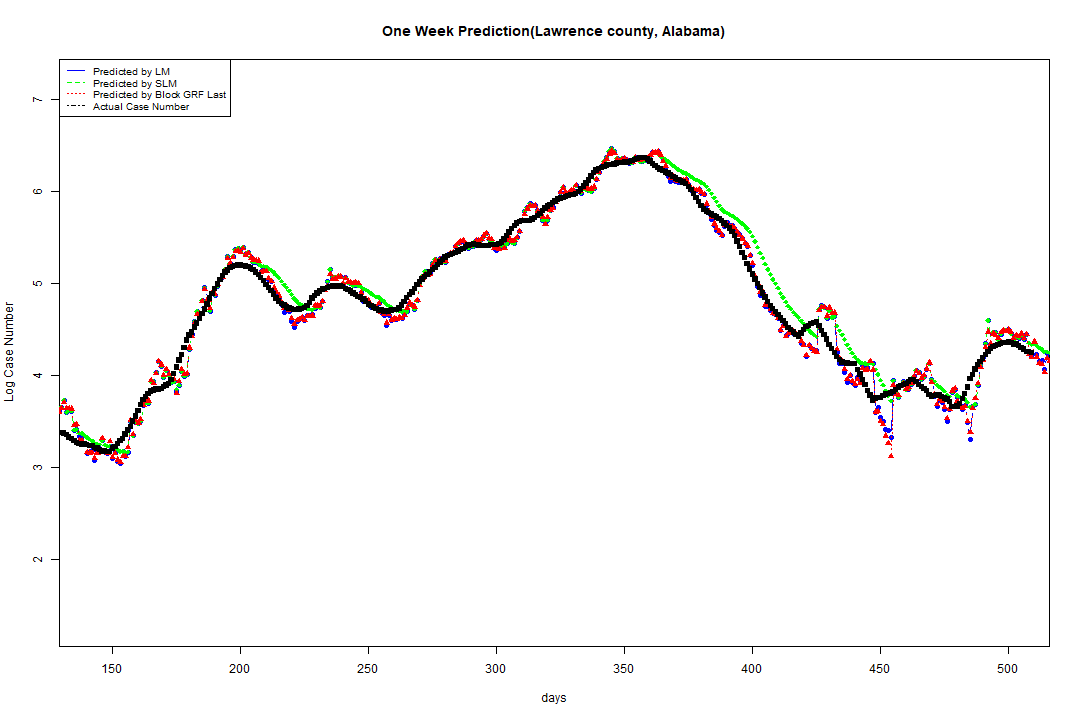 One Week Prediction(Lawrence county, Alabama)
Predicted by LM
Predicted by SLM
Predicted by Block GRF Last
Actual Case Number
Log Case Number
7
6
5
4
3
2
150 200 250 300 350 400 450 500
days